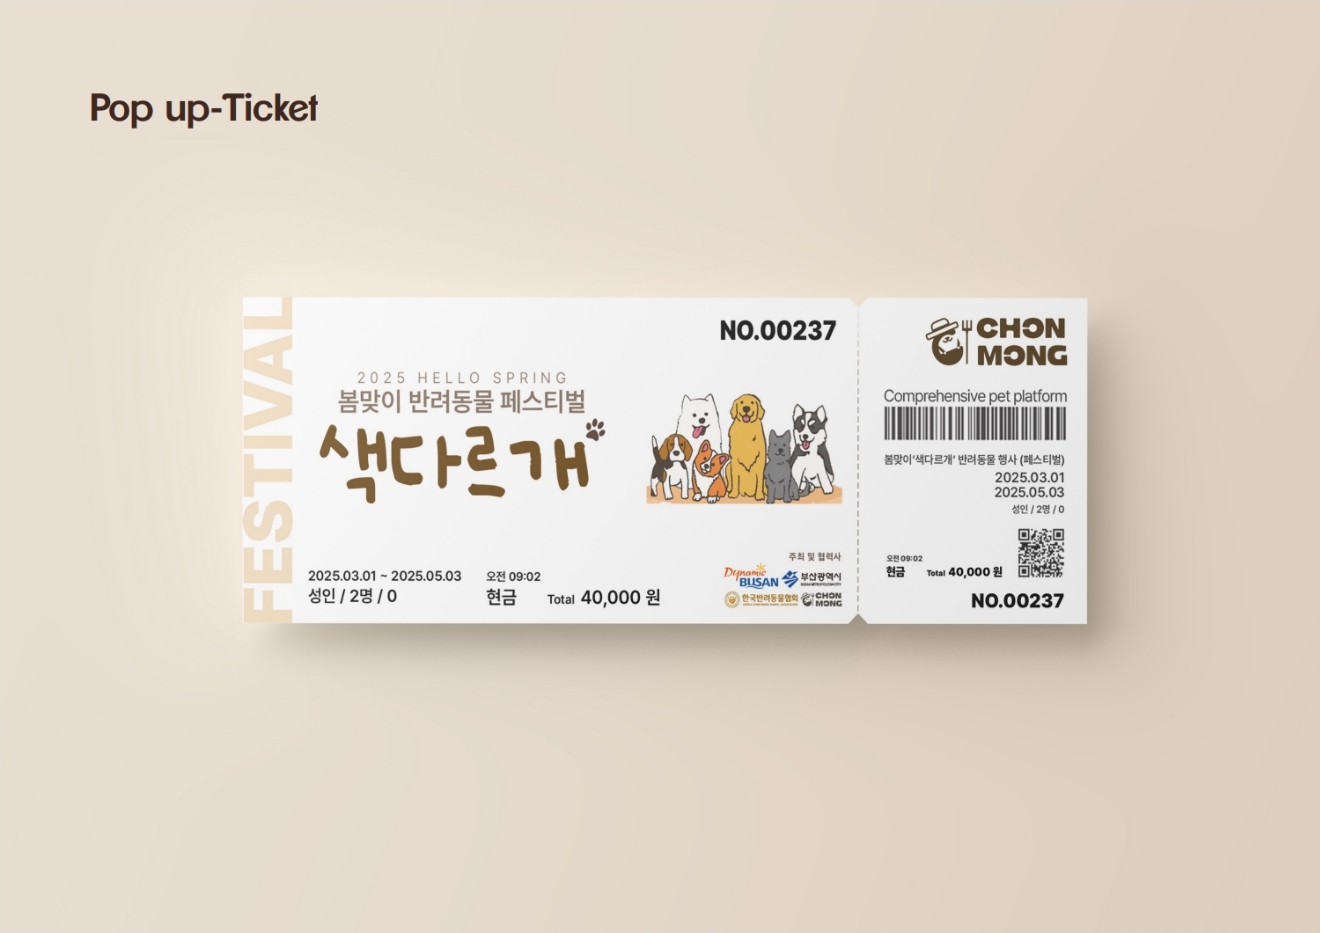 Pop up-Ticket
FESTIVAL
NO.00237
2025 HELLO SPRING
봄맞이 반려동물 페스티벌
색다르개
2025.03.01 ~ 2025.05.03
성인 / 2명 / 0
오전 09:02
현금
Total 40,000 원
주최 및 협력사
Dynamic
BUSAN
부산광역시
BUSAN METROPOLITAN CITY
한국반려동물협회
CHON
MONG
CHON
MONG
Comprehensive pet platform
봄맞이'색다르개' 반려동물 행사 (페스티벌)
2025.03.01
2025.05.03
성인 / 2명 / 0
오전 09:02
현금
Total 40,000 원
NO.00237